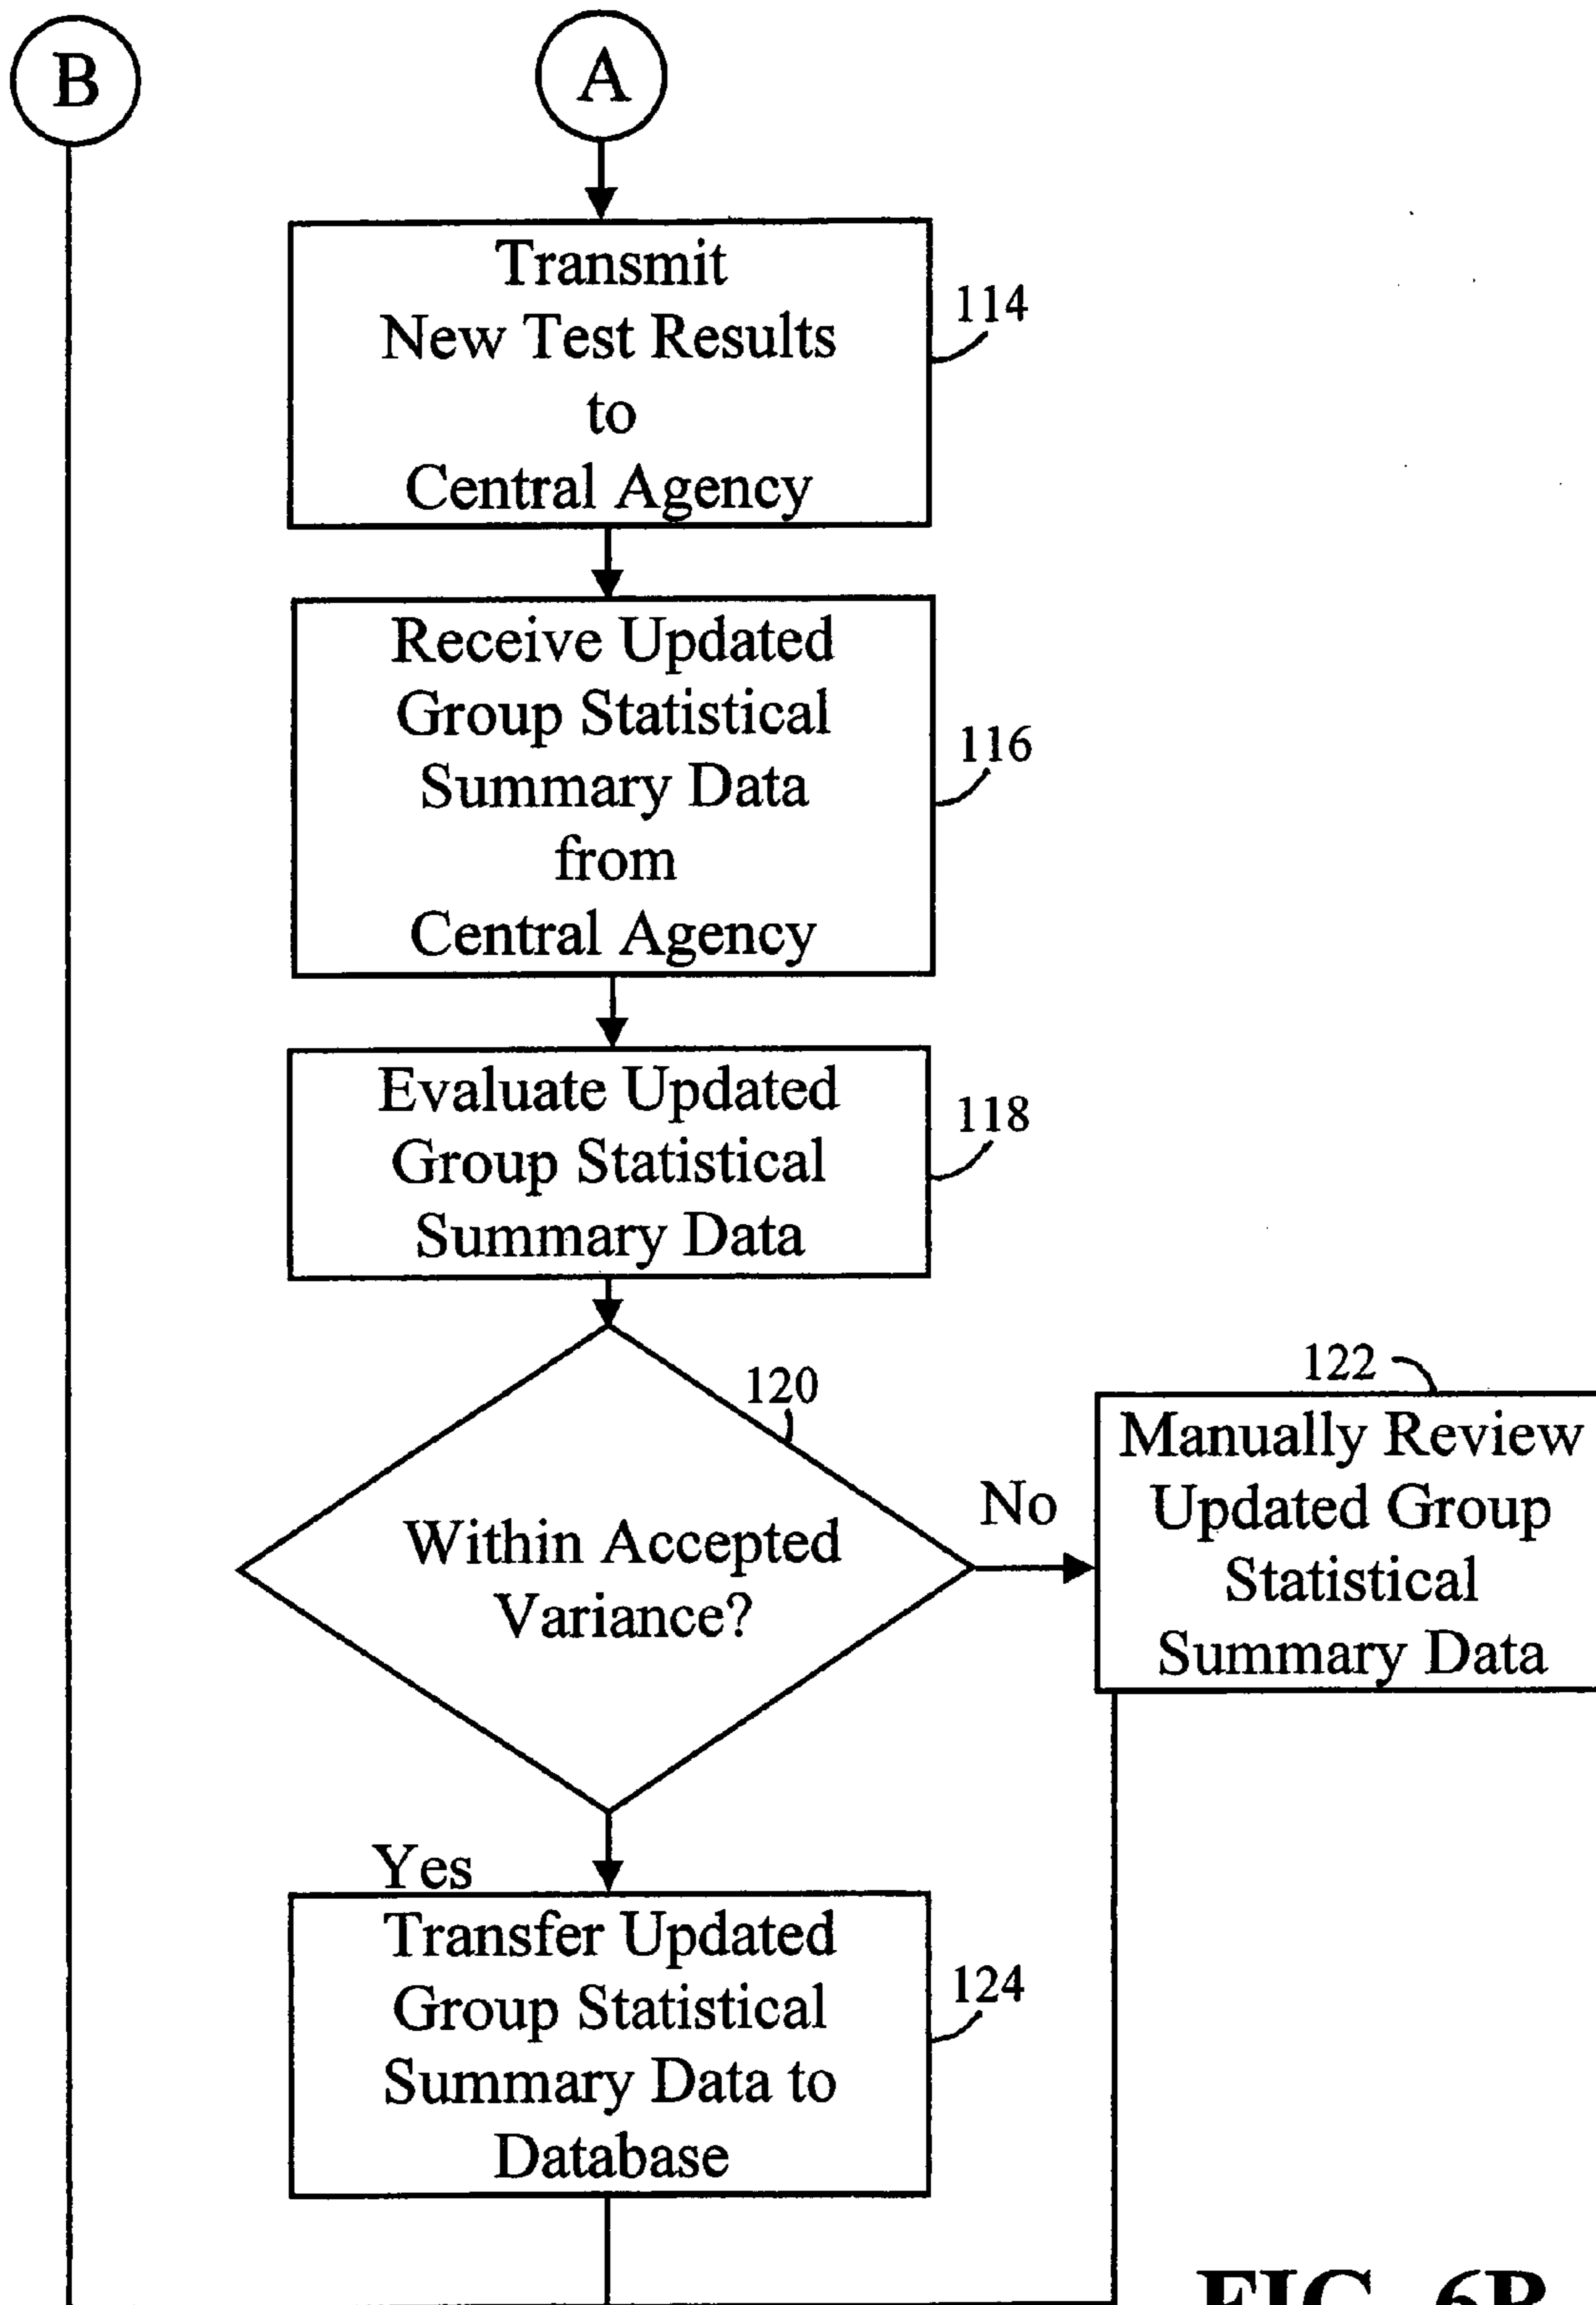 B
A
Transmit
New Test Results
to
Central Agency
114
Receive Updated
Group Statistical
Summary Data
from
Central Agency
116
Evaluate Updated
Group Statistical
Summary Data
118
120
Within Accepted
Variance?
No
122
Manually Review
Updated Group
Statistical
Summary Data
Yes
Transfer Updated
Group Statistical
Summary Data to
Database
124
FIG. 6B